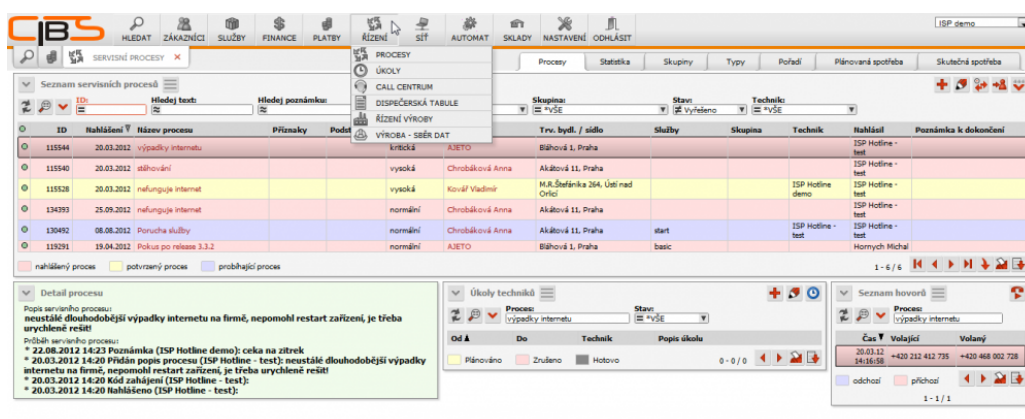 CIBS
HLEDAT ZÁKAZNÍCI SLUŽBY FINANCE PLATBY ŘÍZENÍ SÍŤ AUTOMAT SKLADY NASTAVENÍ ODHLÁSIT
ISP demo
SERVISNÍ PROCESY
PROCESY
ÚKOLY
CALL CENTRUM
DISPEČERSKÁ TABULE
ŘÍZENÍ VÝROBY
VÝROBA - SBĚR DAT
Procesy Statistika Skupiny Typy Pořadí Plánovaná spotřeba Skutečná spotřeba
Seznam servisních procesů
ID: Hledej text: Hledej poznámku: Skupina: Stav: Technik:
= ≈ ≈ = *VŠE ≠ Vyřešeno = *VŠE
ID Nahlášení Název procesu Příznaky Podst Trv. bydl. / sídlo Služby Skupina Technik Nahlásil Poznámka k dokončení
115544 20.03.2012 výpadky internetu kritická AJETO Bláhová 1, Praha ISP Hotline - test
115540 20.03.2012 stěhování vysoká Chrobáková Anna Akátová 11, Praha ISP Hotline - test
115528 20.03.2012 nefunguje internet vysoká Kovář Vladimír M.R.Štefánika 264, Ústí nad Orlicí ISP Hotline demo ISP Hotline - test
134393 25.09.2012 nefunguje internet normální Chrobáková Anna Akátová 11, Praha ISP Hotline - test
130492 08.08.2012 Porucha služby normální Chrobáková Anna Akátová 11, Praha start ISP Hotline - test ISP Hotline - test
119291 19.04.2012 Pokus po release 3.3.2 normální AJETO Bláhová 1, Praha basic Hornych Michal
nahlášený proces potvrzený proces probíhající proces 1 - 6 / 6
Detail procesu
Popis servisního procesu:
neustálé dlouhodobější výpadky internetu na firmě, nepomohl restart zařízení, je třeba
urychleně rešit!
Průběh servisního procesu:
* 22.08.2012 14:23 Poznámka (ISP Hotline demo): ceka na zitrek
* 20.03.2012 14:20 Přidán popis procesu (ISP Hotline - test): neustálé dlouhodobější výpadky
internetu na firmě, nepomohl restart zařízení, je třeba urychleně rešit!
* 20.03.2012 14:20 Kód zahájení (ISP Hotline - test):
* 20.03.2012 14:20 Nahlášeno (ISP Hotline - test):
Úkoly techniků
Proces: Stav:
výpadky internetu = *VŠE
Od Do Technik Popis úkolu
Plánováno Zrušeno Hotovo 0 - 0 / 0
Seznam hovorů
Proces:
výpadky internetu
Čas Volající Volaný
20.03.12 14:16:58 +420 212 412 735 +420 468 002 728
odchozí příchozí
1 - 1 / 1